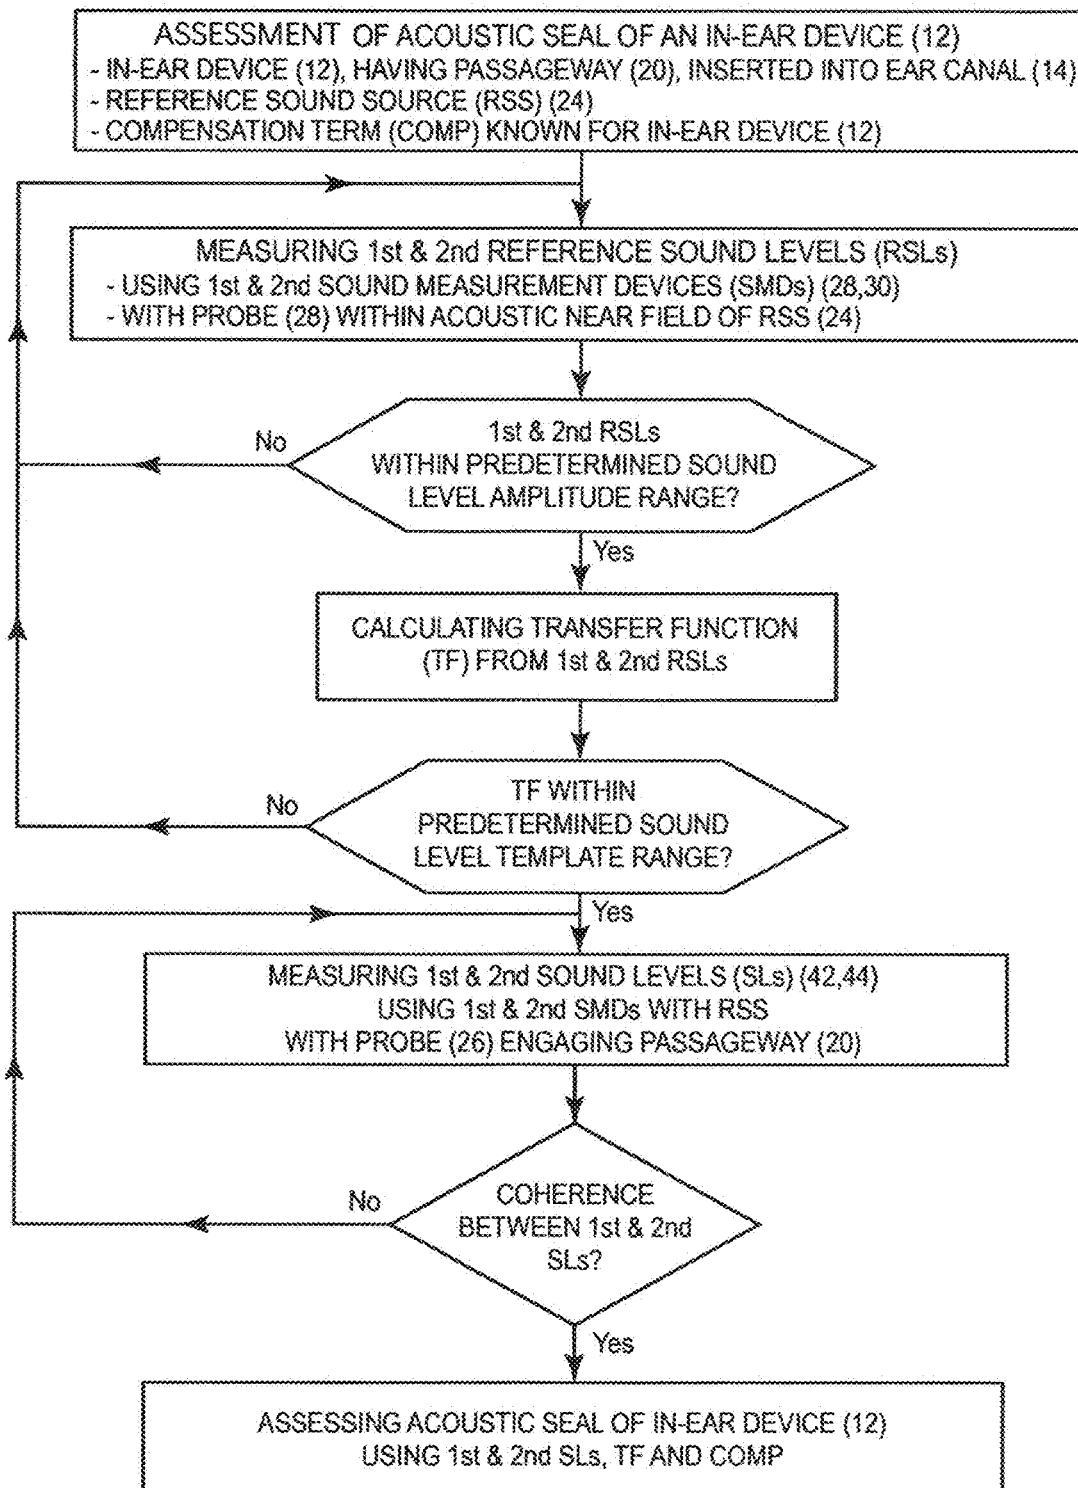 ASSESSMENT OF ACOUSTIC SEAL OF AN IN-EAR DEVICE (12)
- IN-EAR DEVICE (12), HAVING PASSAGEWAY (20), INSERTED INTO EAR CANAL (14)
- REFERENCE SOUND SOURCE (RSS) (24)
- COMPENSATION TERM (COMP) KNOWN FOR IN-EAR DEVICE (12)
MEASURING 1st & 2nd REFERENCE SOUND LEVELS (RSLs)
- USING 1st & 2nd SOUND MEASUREMENT DEVICES (SMDs) (28,30)
- WITH PROBE (28) WITHIN ACOUSTIC NEAR FIELD OF RSS (24)
1st & 2nd RSLs
WITHIN PREDETERMINED SOUND
LEVEL AMPLITUDE RANGE?
No
Yes
CALCULATING TRANSFER FUNCTION
(TF) FROM 1st & 2nd RSLs
TF WITHIN
PREDETERMINED SOUND
LEVEL TEMPLATE RANGE?
No
Yes
MEASURING 1st & 2nd SOUND LEVELS (SLs) (42,44)
USING 1st & 2nd SMDs WITH RSS
WITH PROBE (26) ENGAGING PASSAGEWAY (20)
COHERENCE
BETWEEN 1st & 2nd
SLs?
No
Yes
ASSESSING ACOUSTIC SEAL OF IN-EAR DEVICE (12)
USING 1st & 2nd SLs, TF AND COMP